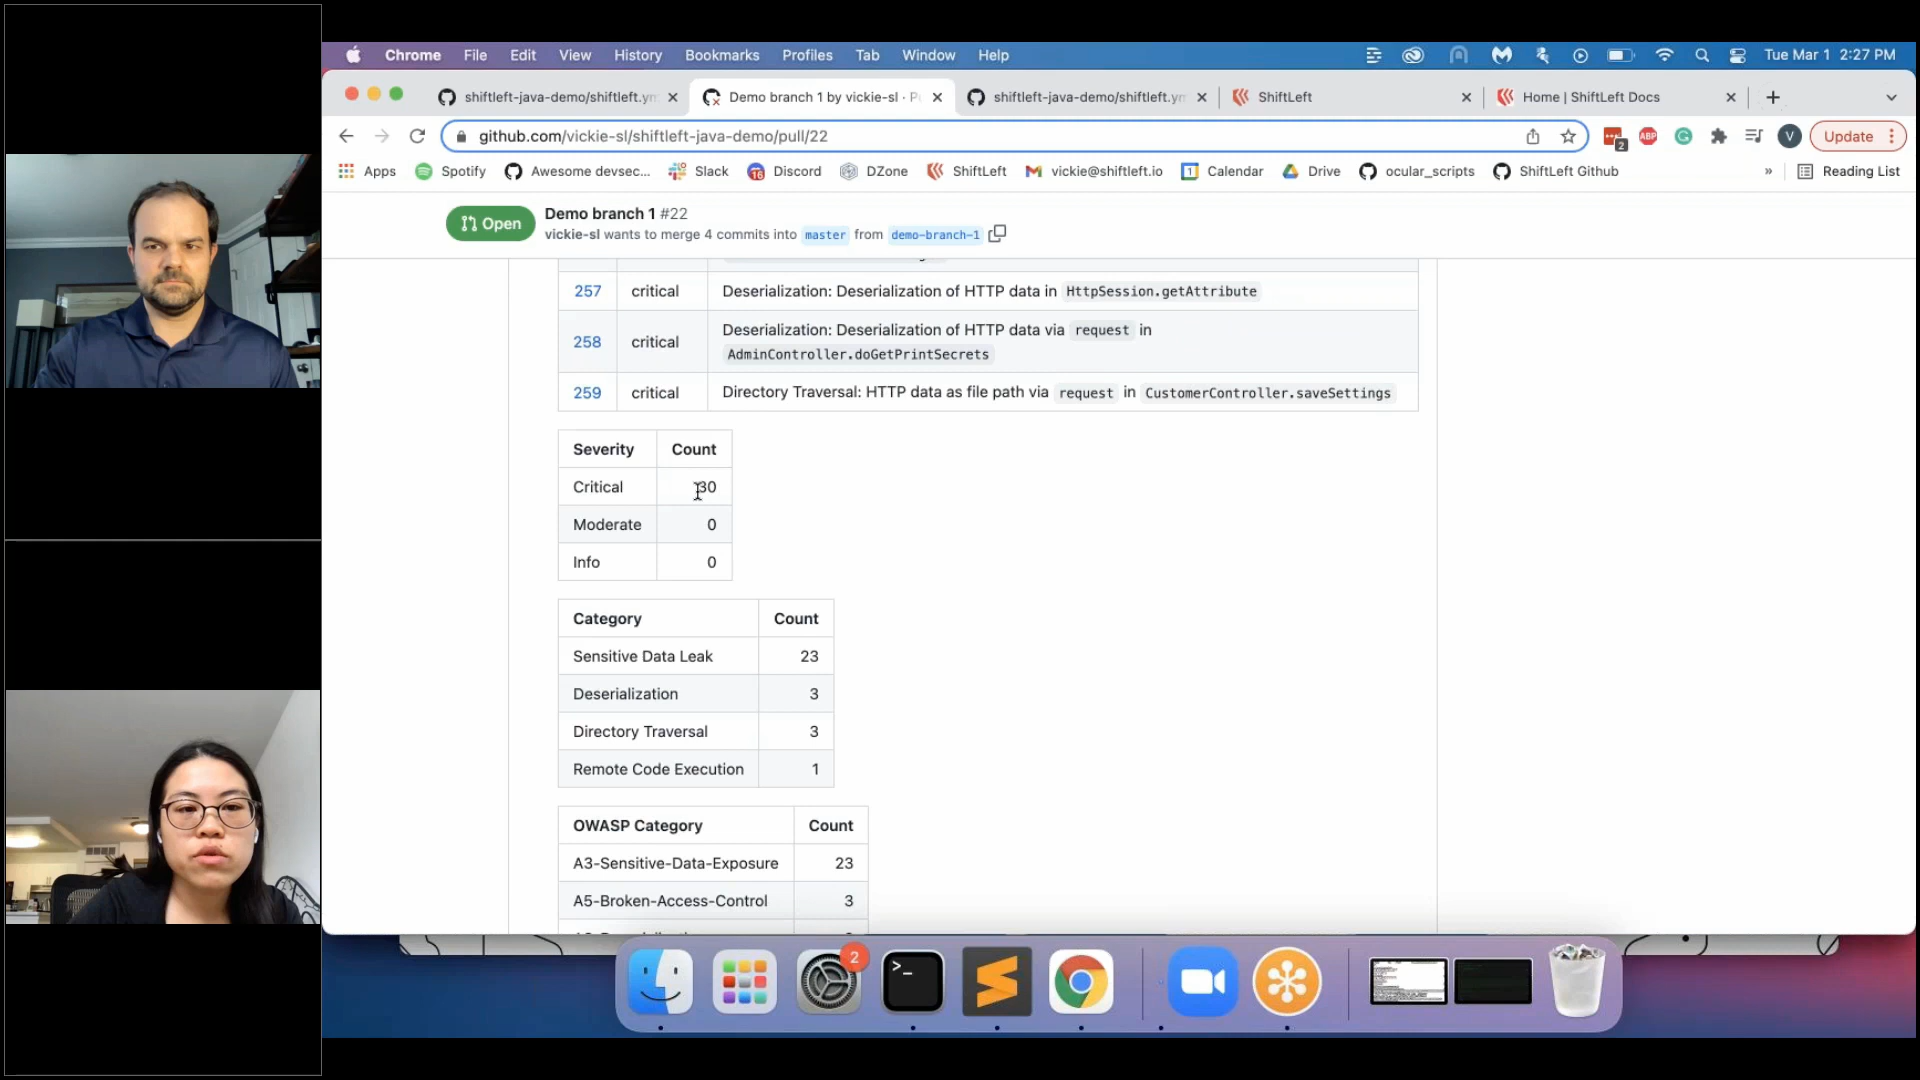 Chrome File Edit View History Bookmarks Profiles Tab Window Help
Tue Mar 1 2:27 PM
shiftleft-java-demo/shiftleft.ym
Demo branch 1 by vickie-sl · Pu
shiftleft-java-demo/shiftleft.ym
ShiftLeft
Home | ShiftLeft Docs
github.com/vickie-sl/shiftleft-java-demo/pull/22
2
ABP
V
Update
Apps Spotify Awesome devsec... Slack 16 Discord DZone ShiftLeft vickie@shiftleft.io 1 Calendar Drive ocular_scripts ShiftLeft Github » Reading List
Open
Demo branch 1 #22
vickie-sl wants to merge 4 commits into master from demo-branch-1
257 critical Deserialization: Deserialization of HTTP data in HttpSession.getAttribute
258 critical Deserialization: Deserialization of HTTP data via request in
AdminController.doGetPrintSecrets
259 critical Directory Traversal: HTTP data as file path via request in CustomerController.saveSettings
Severity Count
Critical 30
Moderate 0
Info 0
Category Count
Sensitive Data Leak 23
Deserialization 3
Directory Traversal 3
Remote Code Execution 1
OWASP Category Count
A3-Sensitive-Data-Exposure 23
A5-Broken-Access-Control 3
2
>_